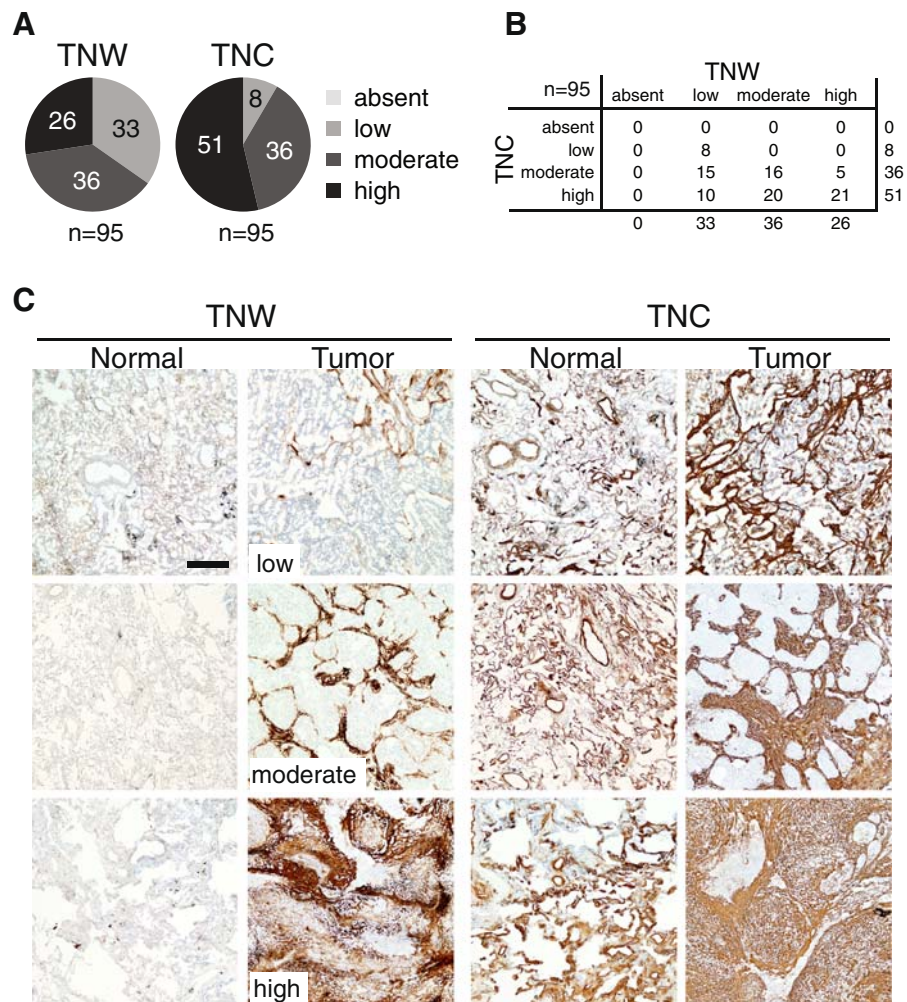 A
TNW
TNC
26
33
36
8
51
36
n=95
n=95
absent
low
moderate
high
B
TNW
n=95 absent low moderate high
TNC
absent 0 0 0 0 0
low 0 8 0 0 8
moderate 0 15 16 5 36
high 0 10 20 21 51
0 33 36 26
C
TNW
TNC
Normal Tumor Normal Tumor
low
moderate
high